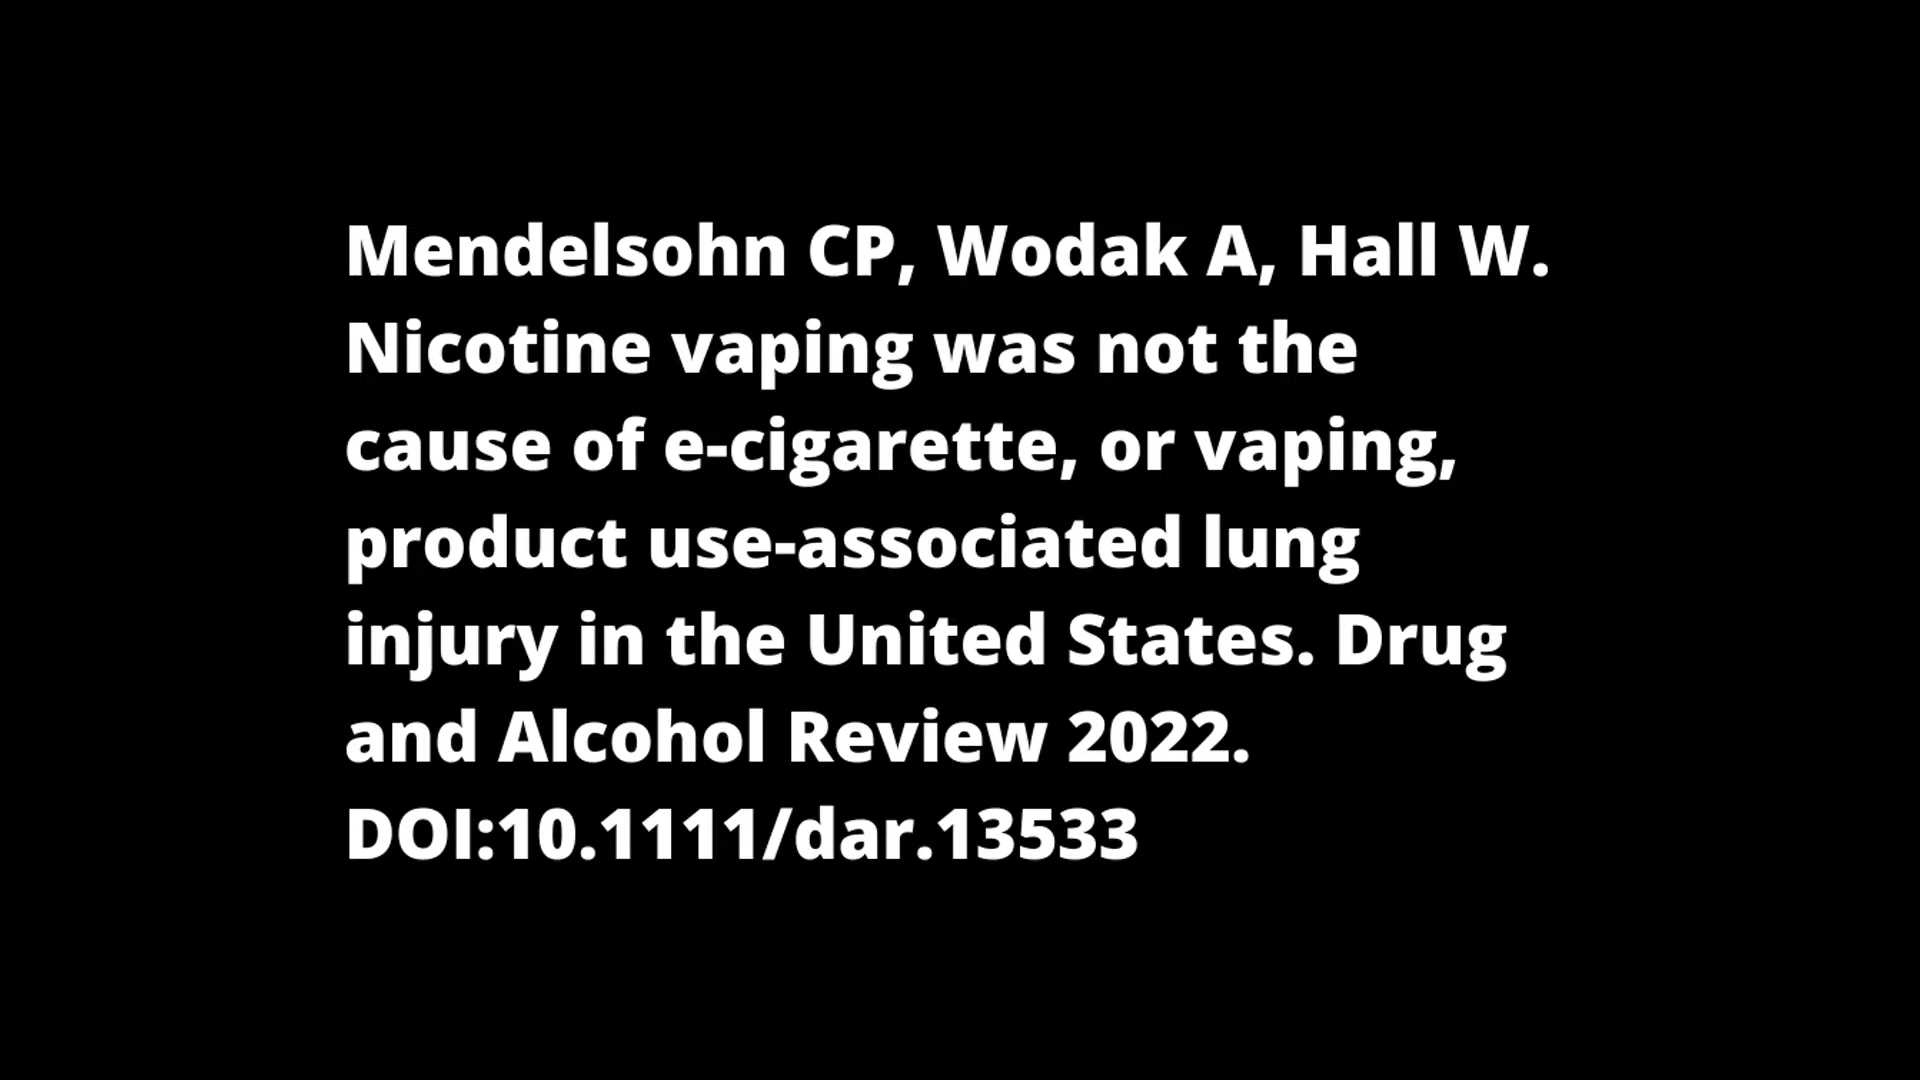 Mendelsohn CP, Wodak A, Hall W.
Nicotine vaping was not the
cause of e-cigarette, or vaping,
product use-associated lung
injury in the United States. Drug
and Alcohol Review 2022.
DOI:10.1111/dar.13533